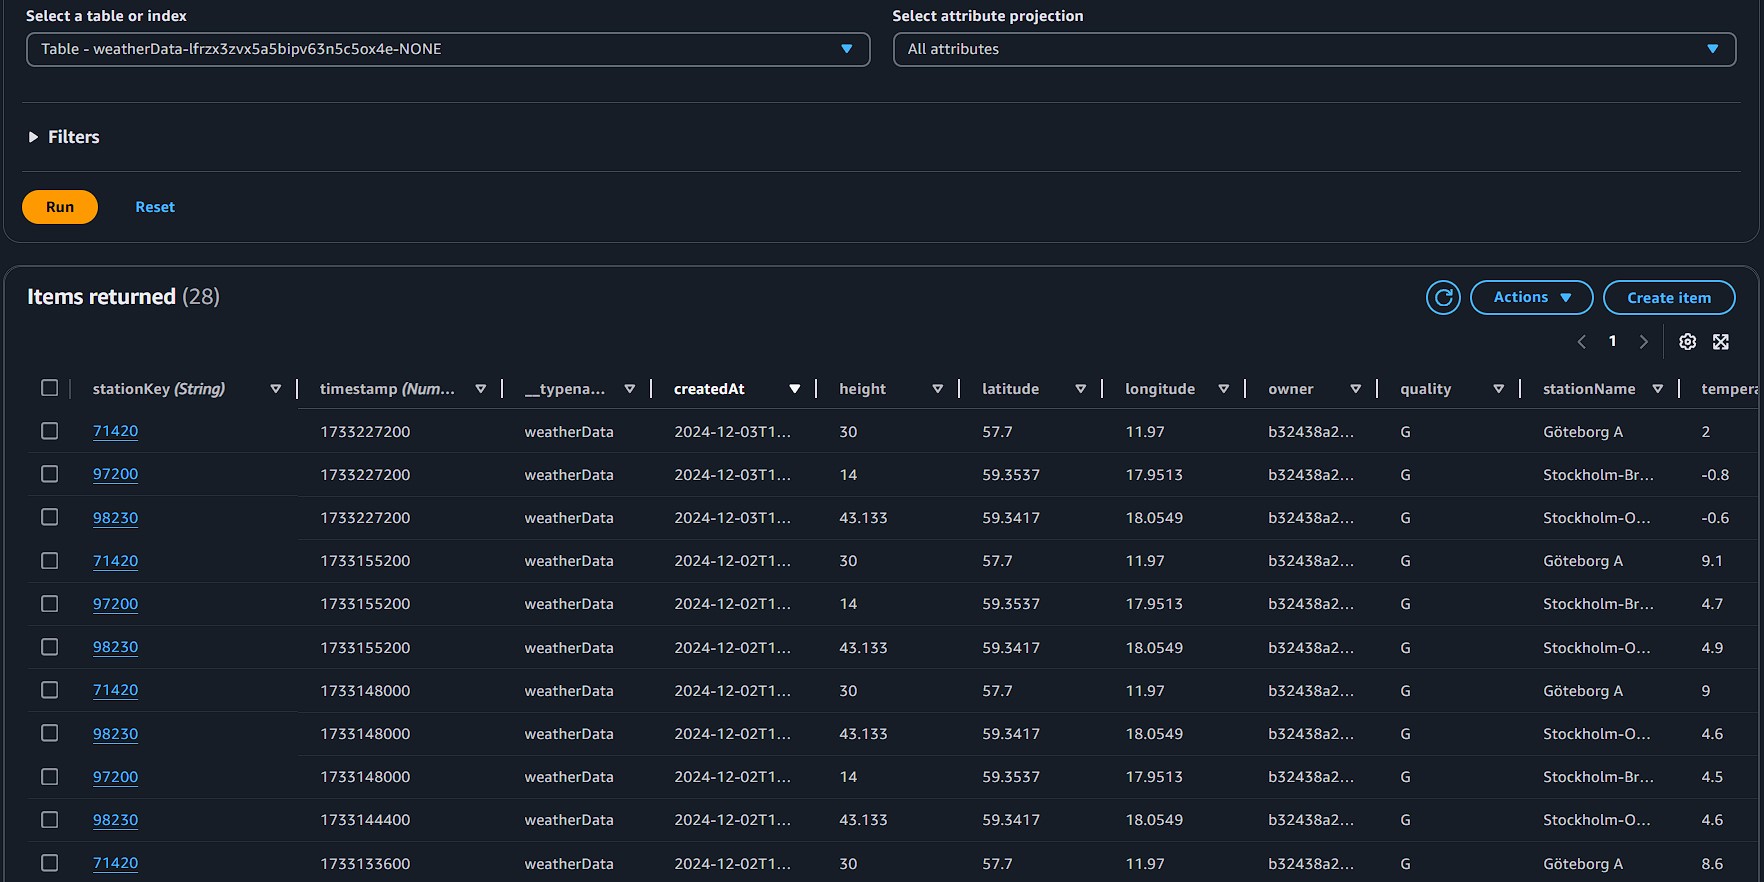 Select a table or index Select attribute projection
Table - weatherData-lfrzx3zvx5a5bipv63n5c5ox4e-NONE All attributes
Filters
Run Reset
Items returned (28) Actions Create item
1
stationKey (String) timestamp (Num... __typena... createdAt height latitude longitude owner quality stationName tempera
71420 1733227200 weatherData 2024-12-03T1... 30 57.7 11.97 b32438a2... G Göteborg A 2
97200 1733227200 weatherData 2024-12-03T1... 14 59.3537 17.9513 b32438a2... G Stockholm-Br... -0.8
98230 1733227200 weatherData 2024-12-03T1... 43.133 59.3417 18.0549 b32438a2... G Stockholm-O... -0.6
71420 1733155200 weatherData 2024-12-02T1... 30 57.7 11.97 b32438a2... G Göteborg A 9.1
97200 1733155200 weatherData 2024-12-02T1... 14 59.3537 17.9513 b32438a2... G Stockholm-Br... 4.7
98230 1733155200 weatherData 2024-12-02T1... 43.133 59.3417 18.0549 b32438a2... G Stockholm-O... 4.9
71420 1733148000 weatherData 2024-12-02T1... 30 57.7 11.97 b32438a2... G Göteborg A 9
98230 1733148000 weatherData 2024-12-02T1... 43.133 59.3417 18.0549 b32438a2... G Stockholm-O... 4.6
97200 1733148000 weatherData 2024-12-02T1... 14 59.3537 17.9513 b32438a2... G Stockholm-Br... 4.5
98230 1733144400 weatherData 2024-12-02T1... 43.133 59.3417 18.0549 b32438a2... G Stockholm-O... 4.6
71420 1733133600 weatherData 2024-12-02T1... 30 57.7 11.97 b32438a2... G Göteborg A 8.6